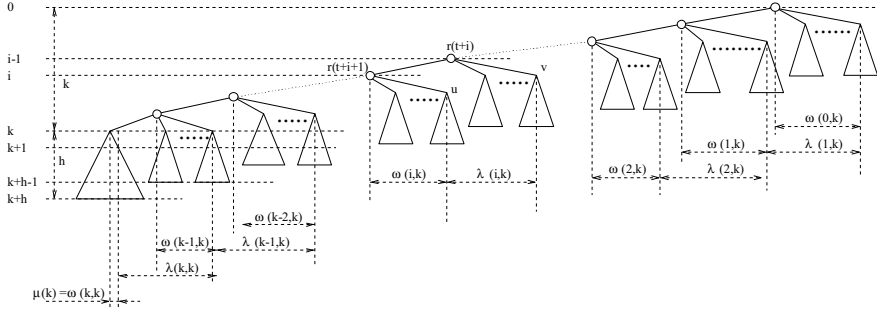 0
i-1
r(t+i)
i
r(t+i+1)
v
k
u
k
k+1
h
k+h-1
k+h
ω (0,k)
ω (1,k)
λ (1,k)
ω (2,k)
λ (2,k)
ω (i,k)
λ (i,k)
ω (k-2,k)
ω (k-1,k)
λ (k-1,k)
λ(k,k)
μ(k) =ω (k,k)